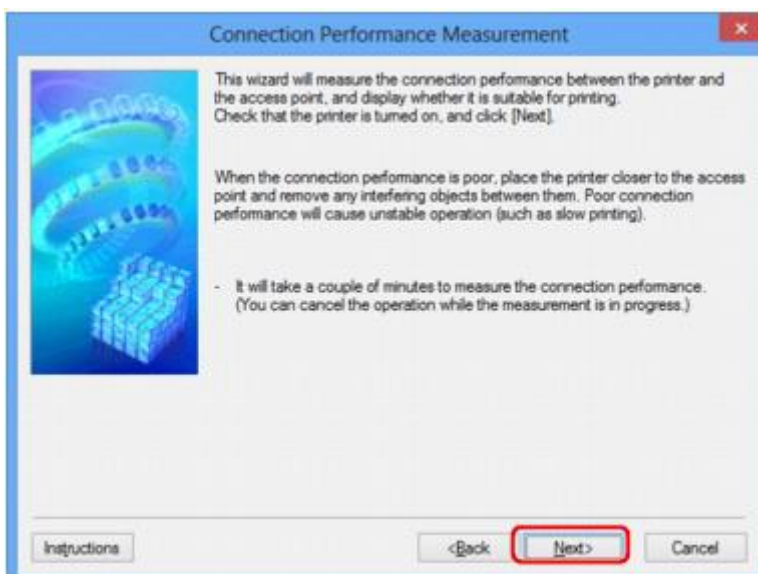 Connection Performance Measurement
This wizard will measure the connection performance between the printer and
the access point, and display whether it is suitable for printing.
Check that the printer is turned on, and click [Next].
When the connection performance is poor, place the printer closer to the access
point and remove any interfering objects between them. Poor connection
performance will cause unstable operation (such as slow printing).
- It will take a couple of minutes to measure the connection performance.
(You can cancel the operation while the measurement is in progress.)
Instructions
<Back
Next>
Cancel